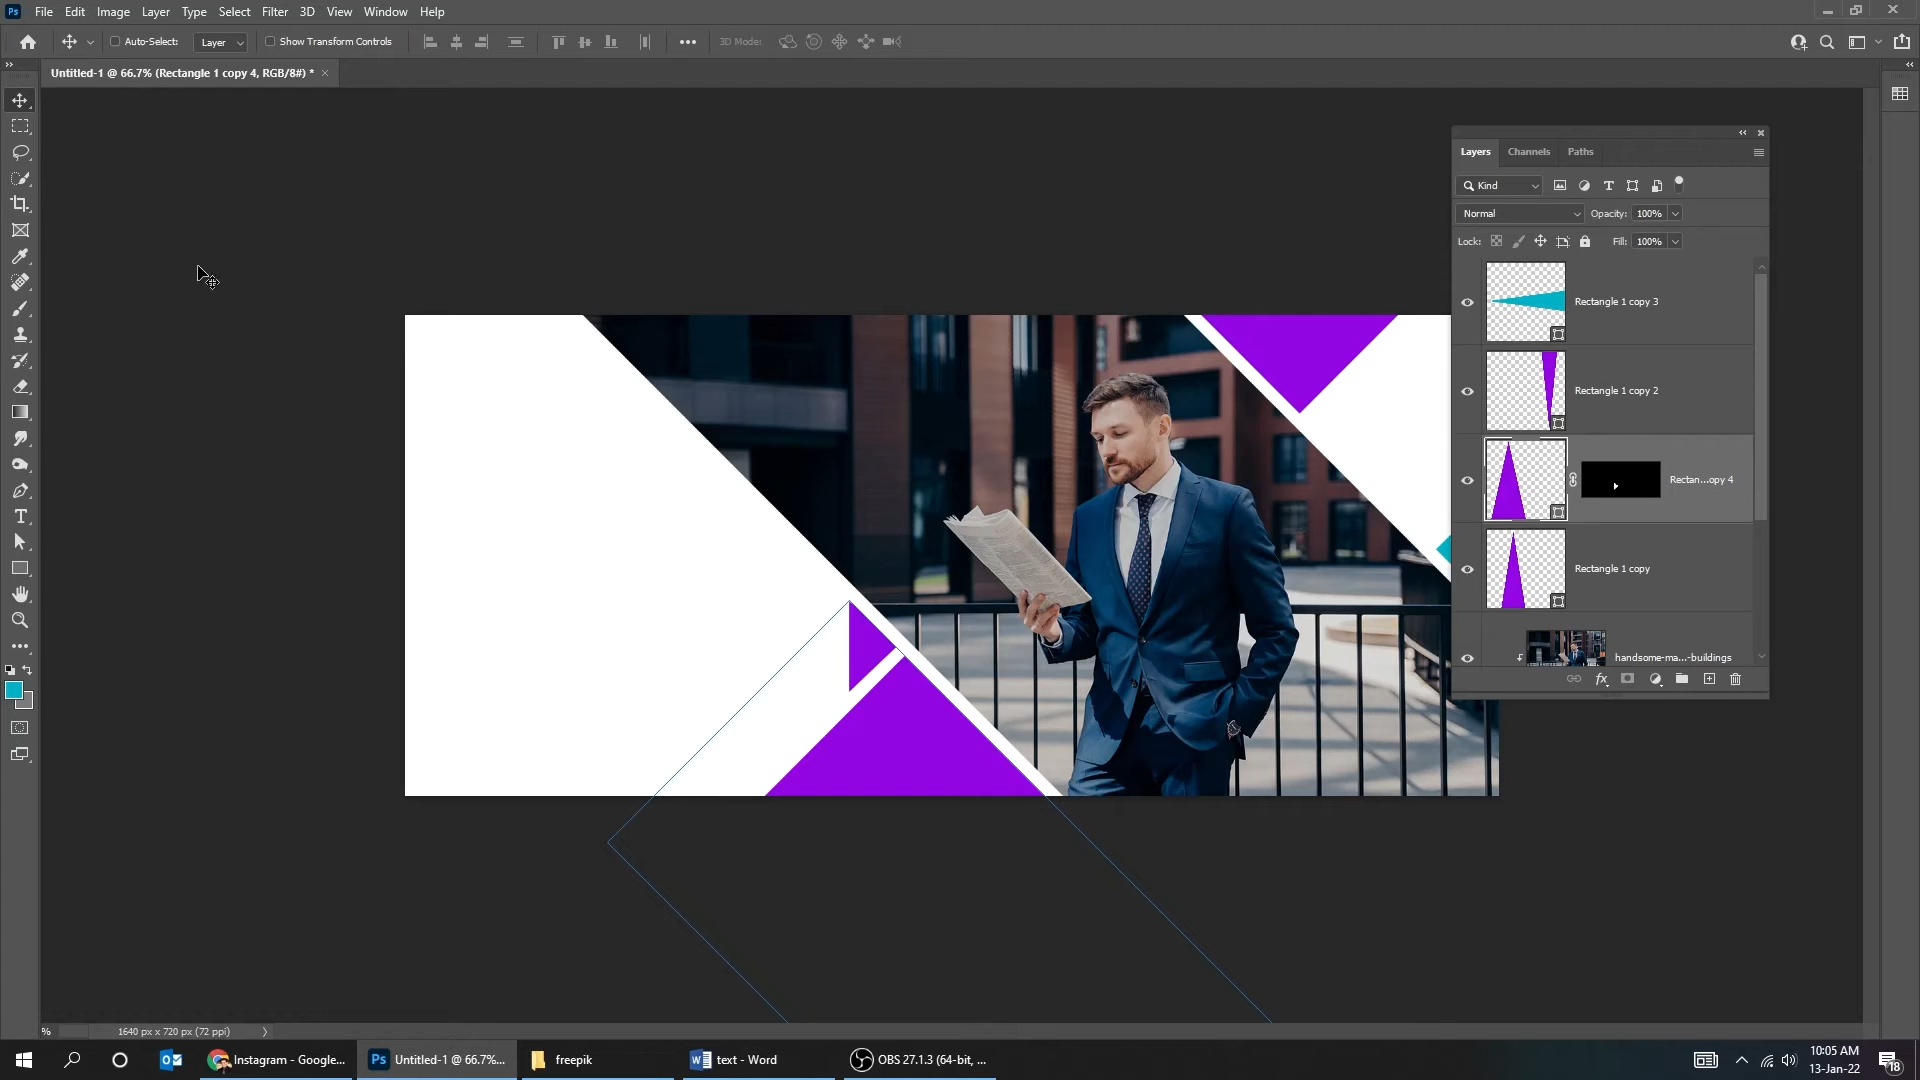 Ps
File Edit Image Layer Type Select Filter 3D View Window Help
Auto-Select: Layer Show Transform Controls 3D Mode:
Untitled-1 @ 66.7% (Rectangle 1 copy 4, RGB/8#) *
Layers Channels Paths
Kind
Normal Opacity: 100%
Lock: Fill: 100%
Rectangle 1 copy 3
Rectangle 1 copy 2
Rectan...opy 4
Rectangle 1 copy
handsome-ma...-buildings
fx
% 1640 px x 720 px (72 ppi)
Instagram - Google...
Ps Untitled-1 @ 66.7%...
freepik
text - Word
OBS 27.1.3 (64-bit, ...
10:05 AM
13-Jan-22
18